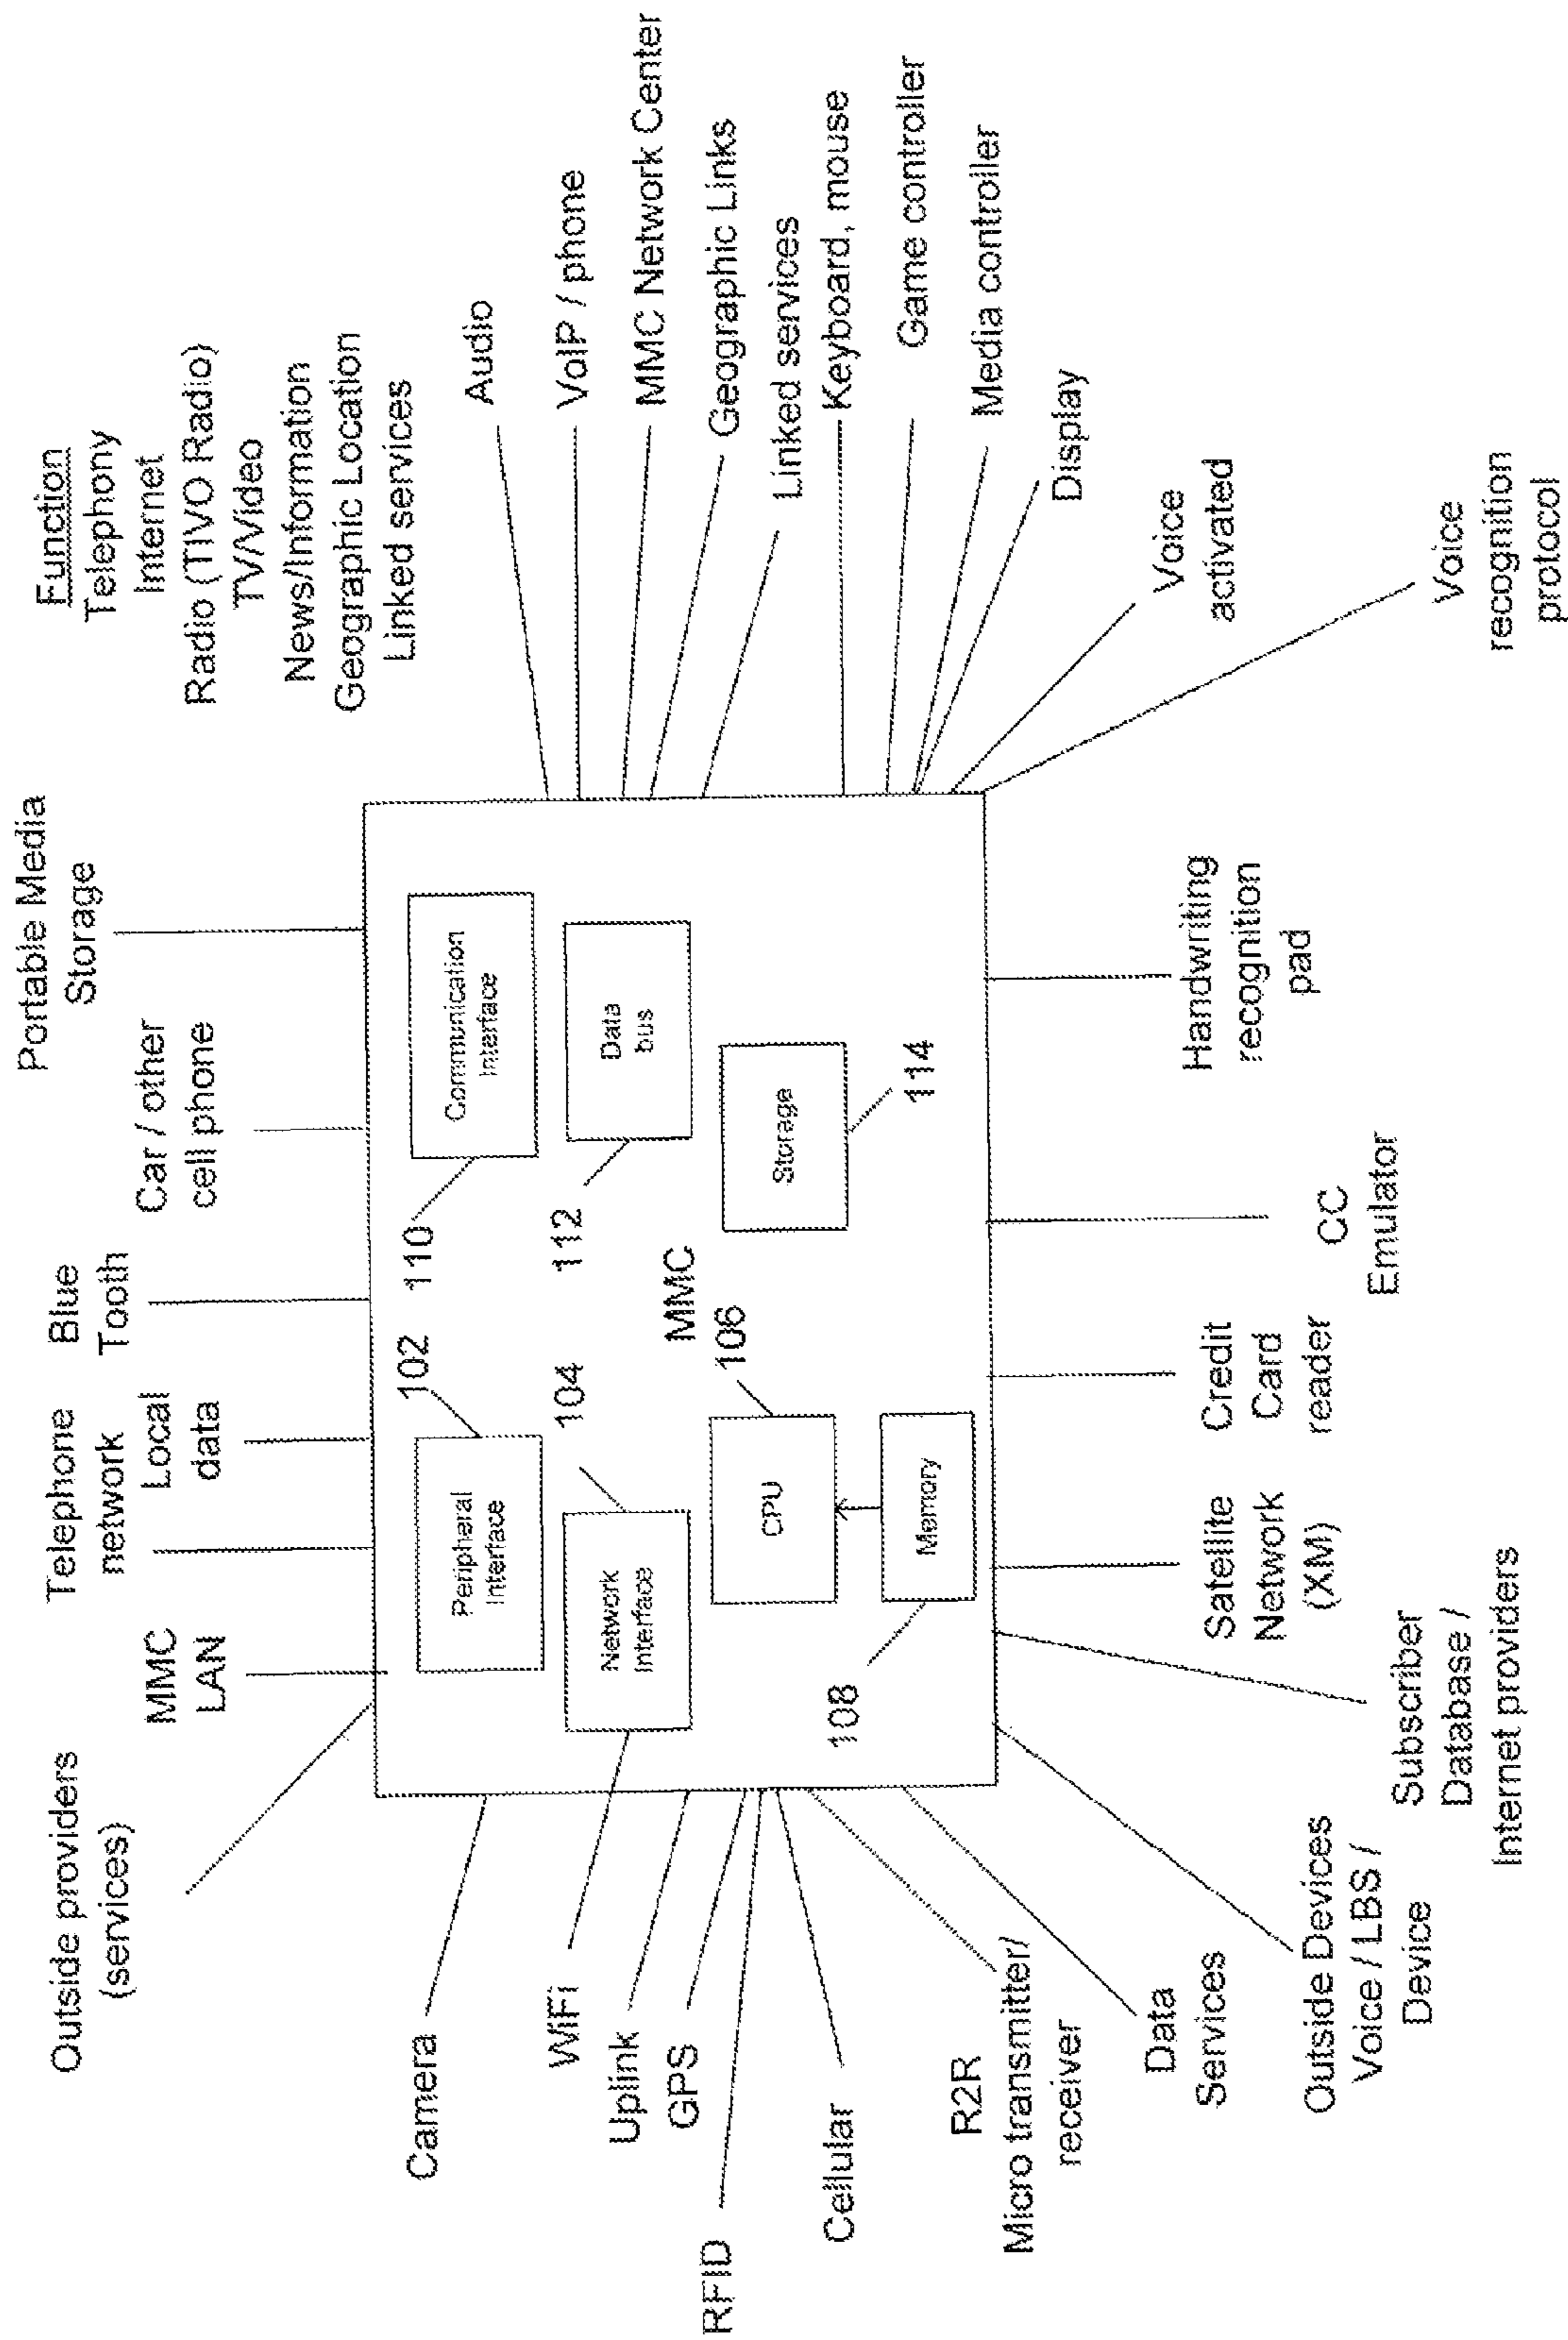 Function
Telephony
Internet
Radio (TIVO Radio)
TV/Video
News/Information
Geographic Location
Linked services
Outside providers
(services)
MMC
LAN
Telephone
network
Local
data
Blue
Tooth
Car / other
cell phone
Portable Media
Storage
Audio
VoIP / phone
MMC Network Center
Geographic Links
Linked services
Keyboard, mouse
Game controller
Media controller
Display
Voice
activated
Voice
recognition
protocol
Camera
WiFi
Uplink
GPS
RFID
Cellular
R2R
Micro transmitter/
receiver
Data
Services
Outside Devices
Voice / LBS /
Device
Subscriber
Database /
Internet providers
Satellite
Network
(XM)
Credit
Card
reader
CC
Emulator
Handwriting
recognition
pad
Peripheral
Interface
102
Network
Interface
104
MMC
CPU
106
Memory
108
Communication
Interface
110
Data
bus
112
Storage
114